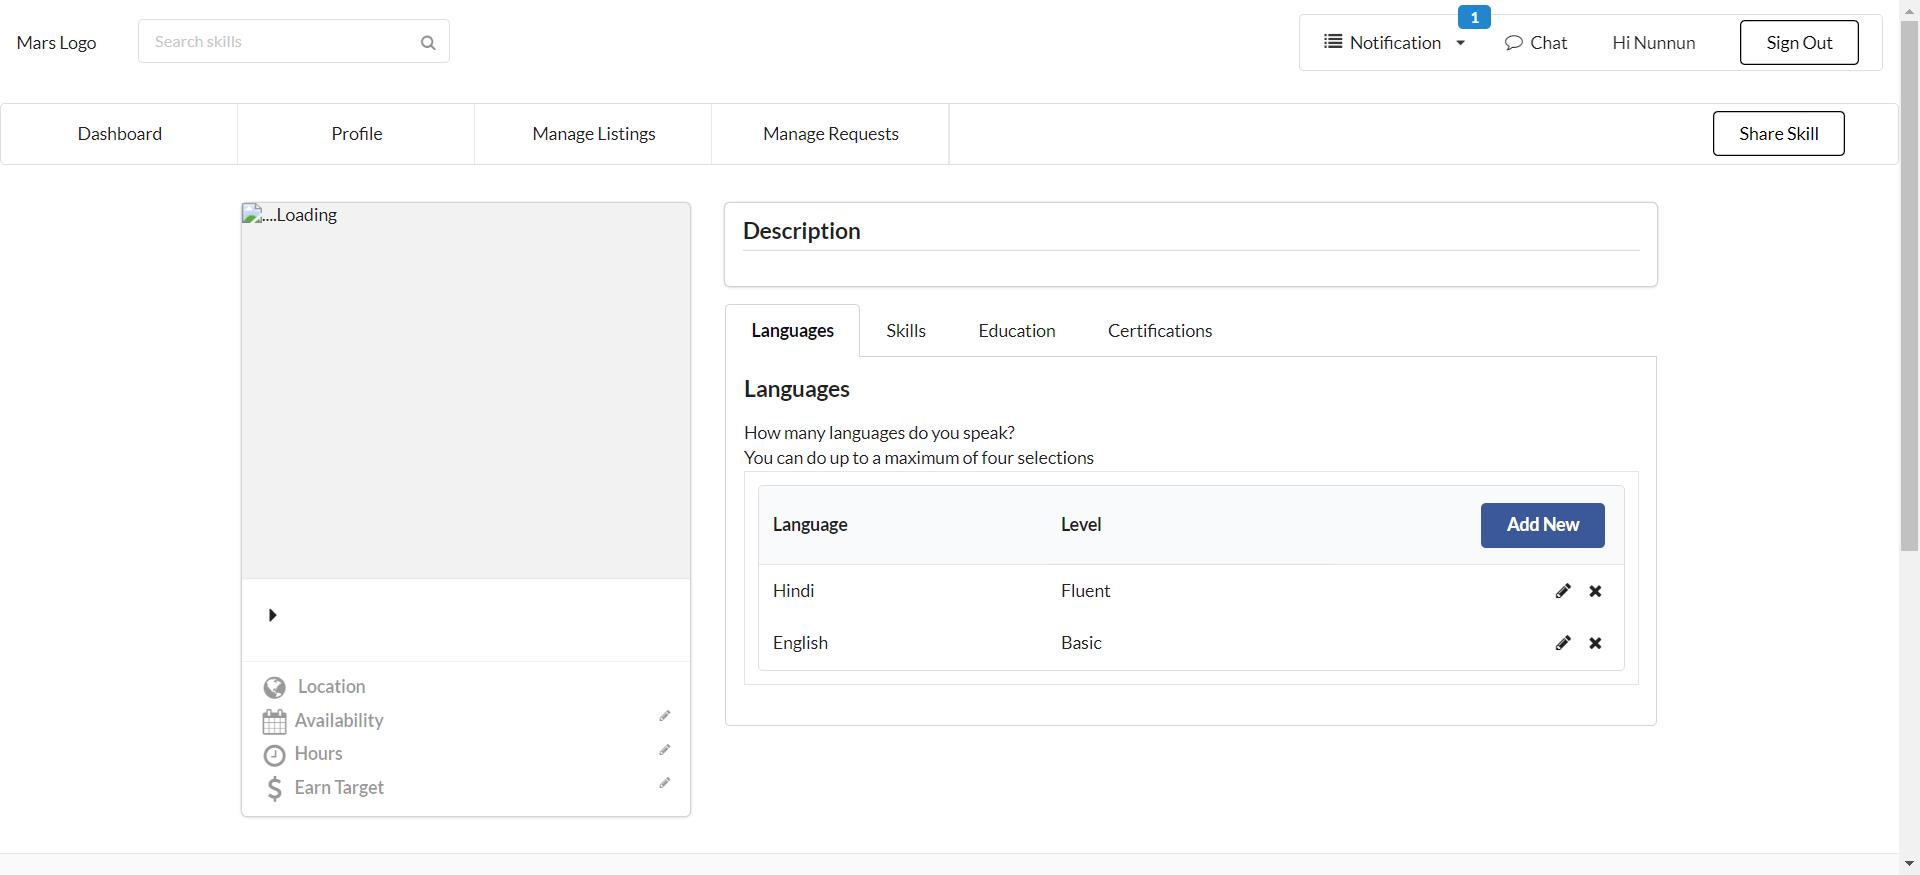 Mars Logo
Search skills
Notification
1
Chat
Hi Nunnun
Sign Out
Dashboard
Profile
Manage Listings
Manage Requests
Share Skill
....Loading
Location
Availability
Hours
Earn Target
Description
Languages
Skills
Education
Certifications
Languages
How many languages do you speak?
You can do up to a maximum of four selections
Language
Level
Add New
Hindi
Fluent
English
Basic